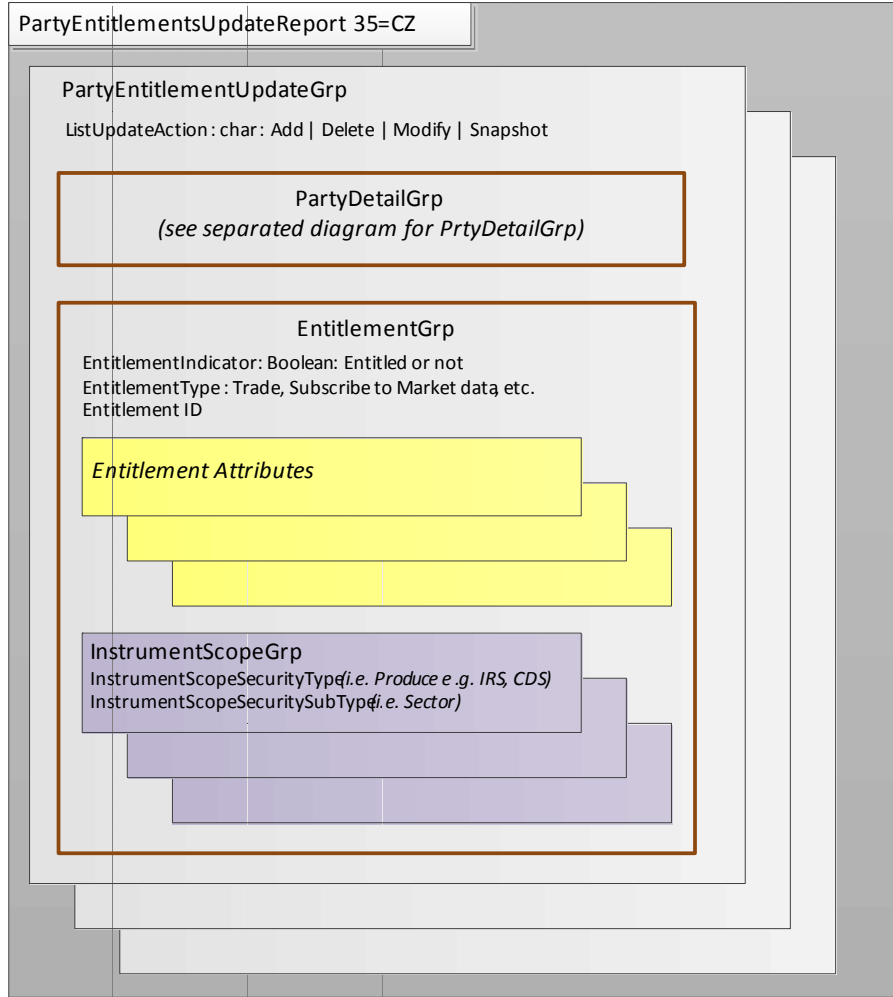 PartyEntitlementsUpdateReport 35=CZ
PartyEntitlementUpdateGrp
ListUpdateAction : char : Add | Delete | Modify | Snapshot
PartyDetailGrp
(see separated diagram for PrtyDetailGrp)
EntitlementGrp
EntitlementIndicator: Boolean: Entitled or not
EntitlementType : Trade, Subscribe to Market data, etc.
Entitlement ID
Entitlement Attributes
InstrumentScopeGrp
InstrumentScopeSecurityType(i.e. Produce e.g. IRS, CDS)
InstrumentScopeSecuritySubType(i.e. Sector)